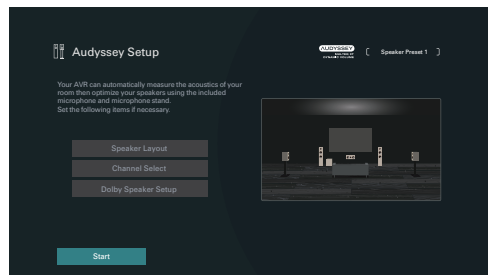 Audyssey Setup
AUDYSSEY
Speaker Preset 1
Your AVR can automatically measure the acoustics of your
room then optimize your speakers using the included
microphone and microphone stand.
Set the following items if necessary.
Speaker Layout
Channel Select
Dolby Speaker Setup
Start